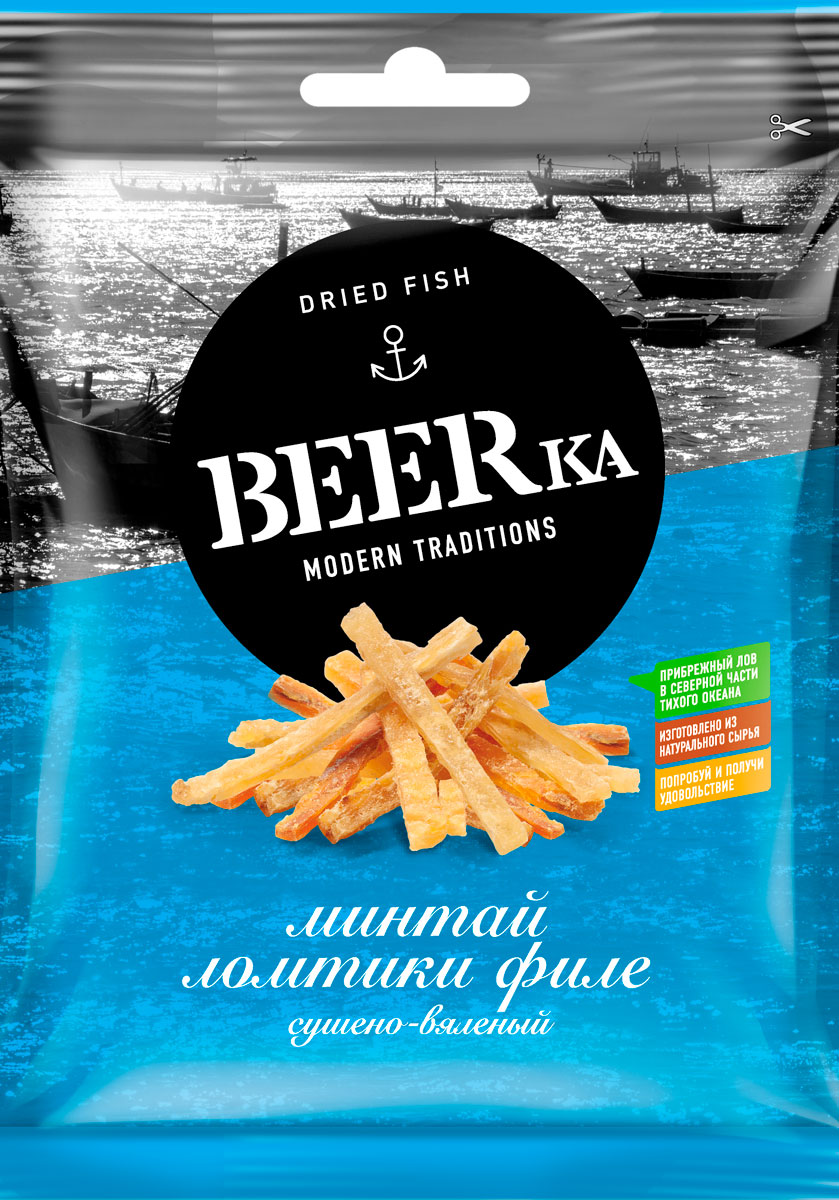 DRIED FISH
BEERKA
MODERN TRADITIONS
ПРИБРЕЖНЫЙ ЛОВ
В СЕВЕРНОЙ ЧАСТИ
ТИХОГО ОКЕАНА
ИЗГОТОВЛЕНО ИЗ
НАТУРАЛЬНОГО СЫРЬЯ
ПОПРОБУЙ И ПОЛУЧИ
УДОВОЛЬСТВИЕ
минтай
ломтики филе
сушено-вяленый